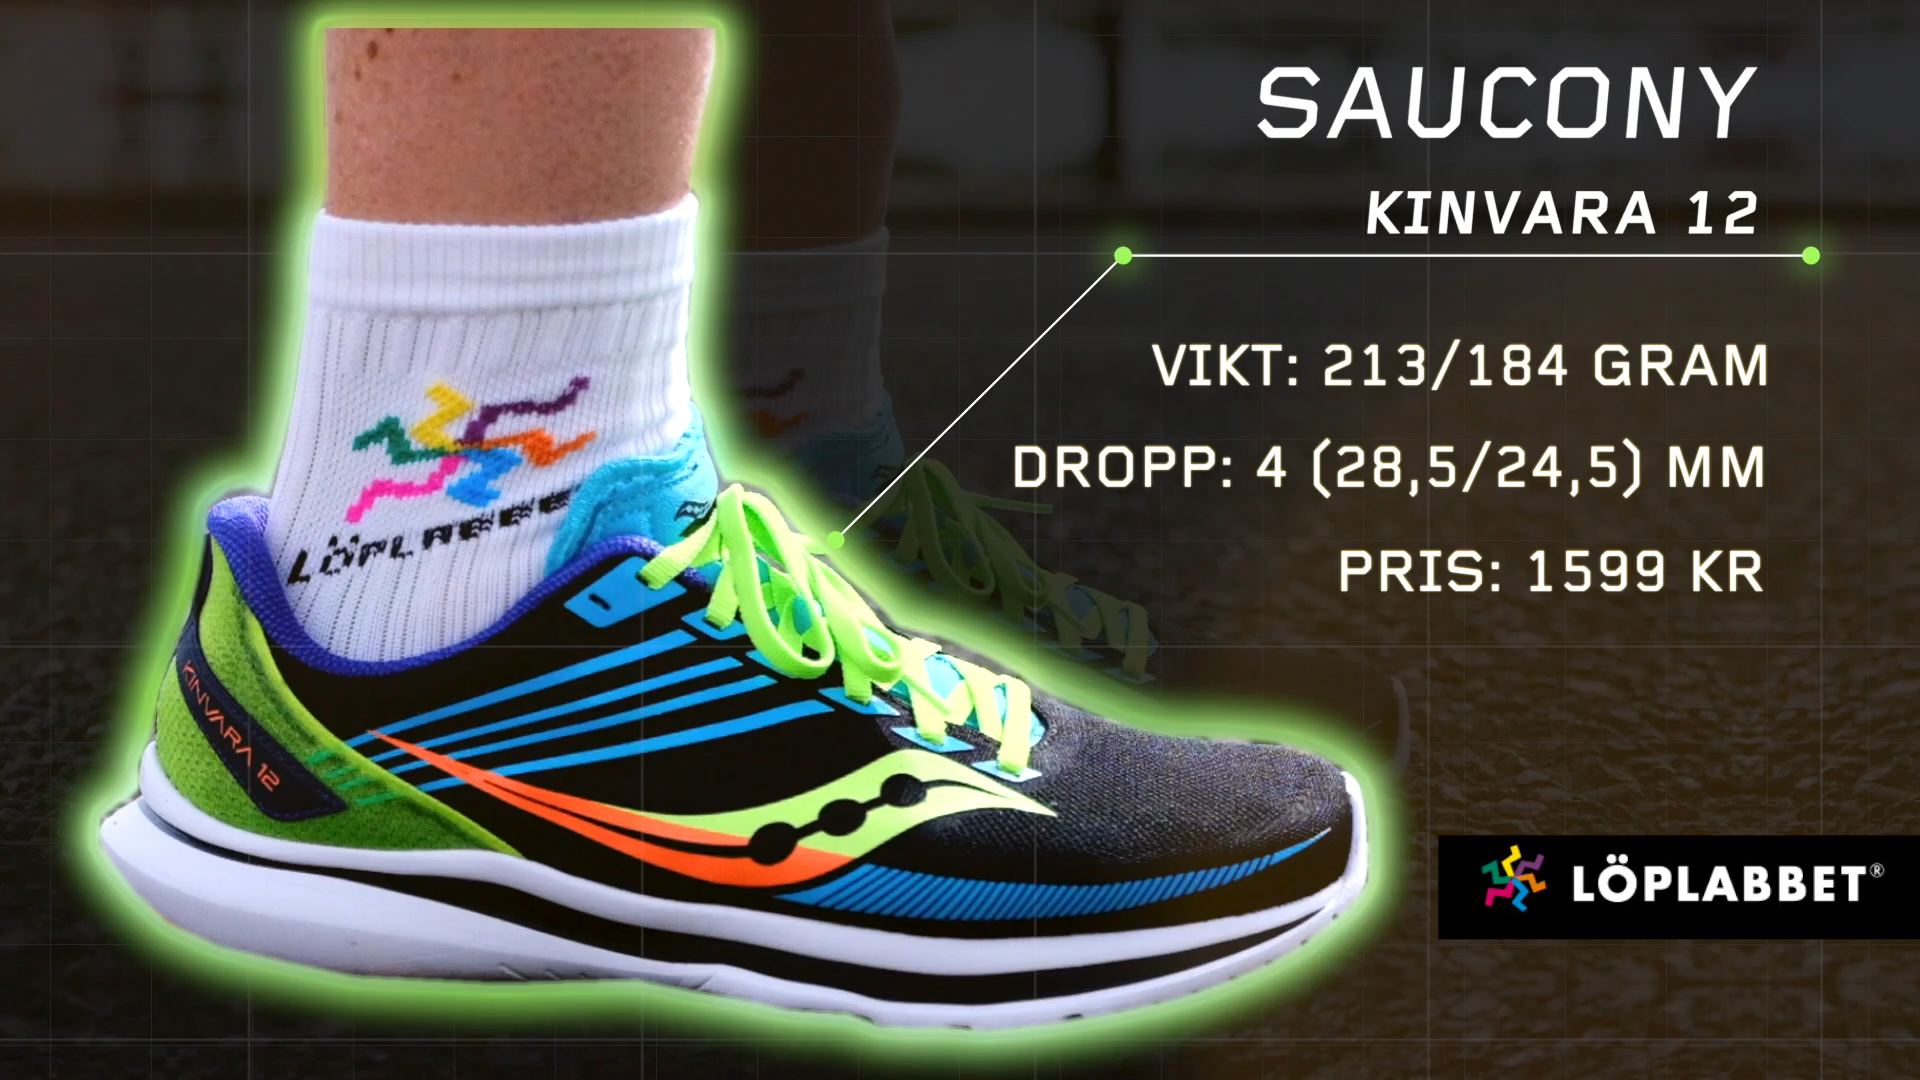 SAUCONY
KINVARA 12
VIKT: 213/184 GRAM
DROPP: 4 (28,5/24,5) MM
PRIS: 1599 KR
LÖPLABBET
KINVARA 12
LÖPLABBET®